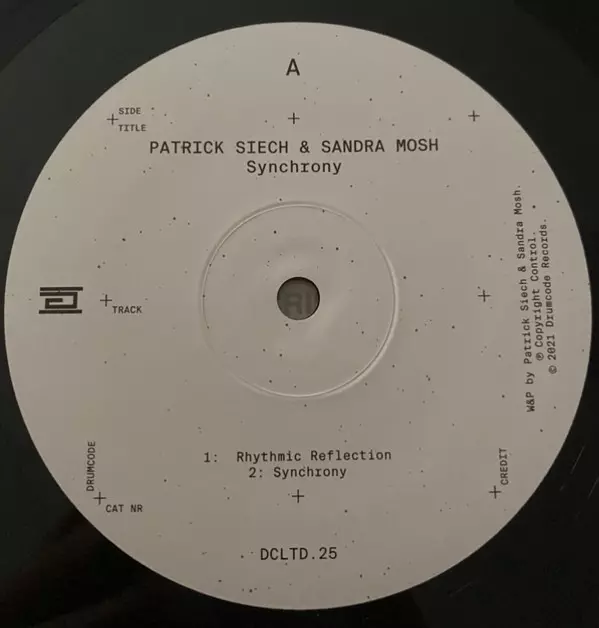 A
SIDE
TITLE
PATRICK SIECH & SANDRA MOSH
Synchrony
TRACK
W&P by Patrick Siech & Sandra Mosh.
℗ Copyright Control.
© 2021 Drumcode Records.
1: Rhythmic Reflection
2: Synchrony
DRUMCODE
CAT NR
CREDIT
DCLTD.25